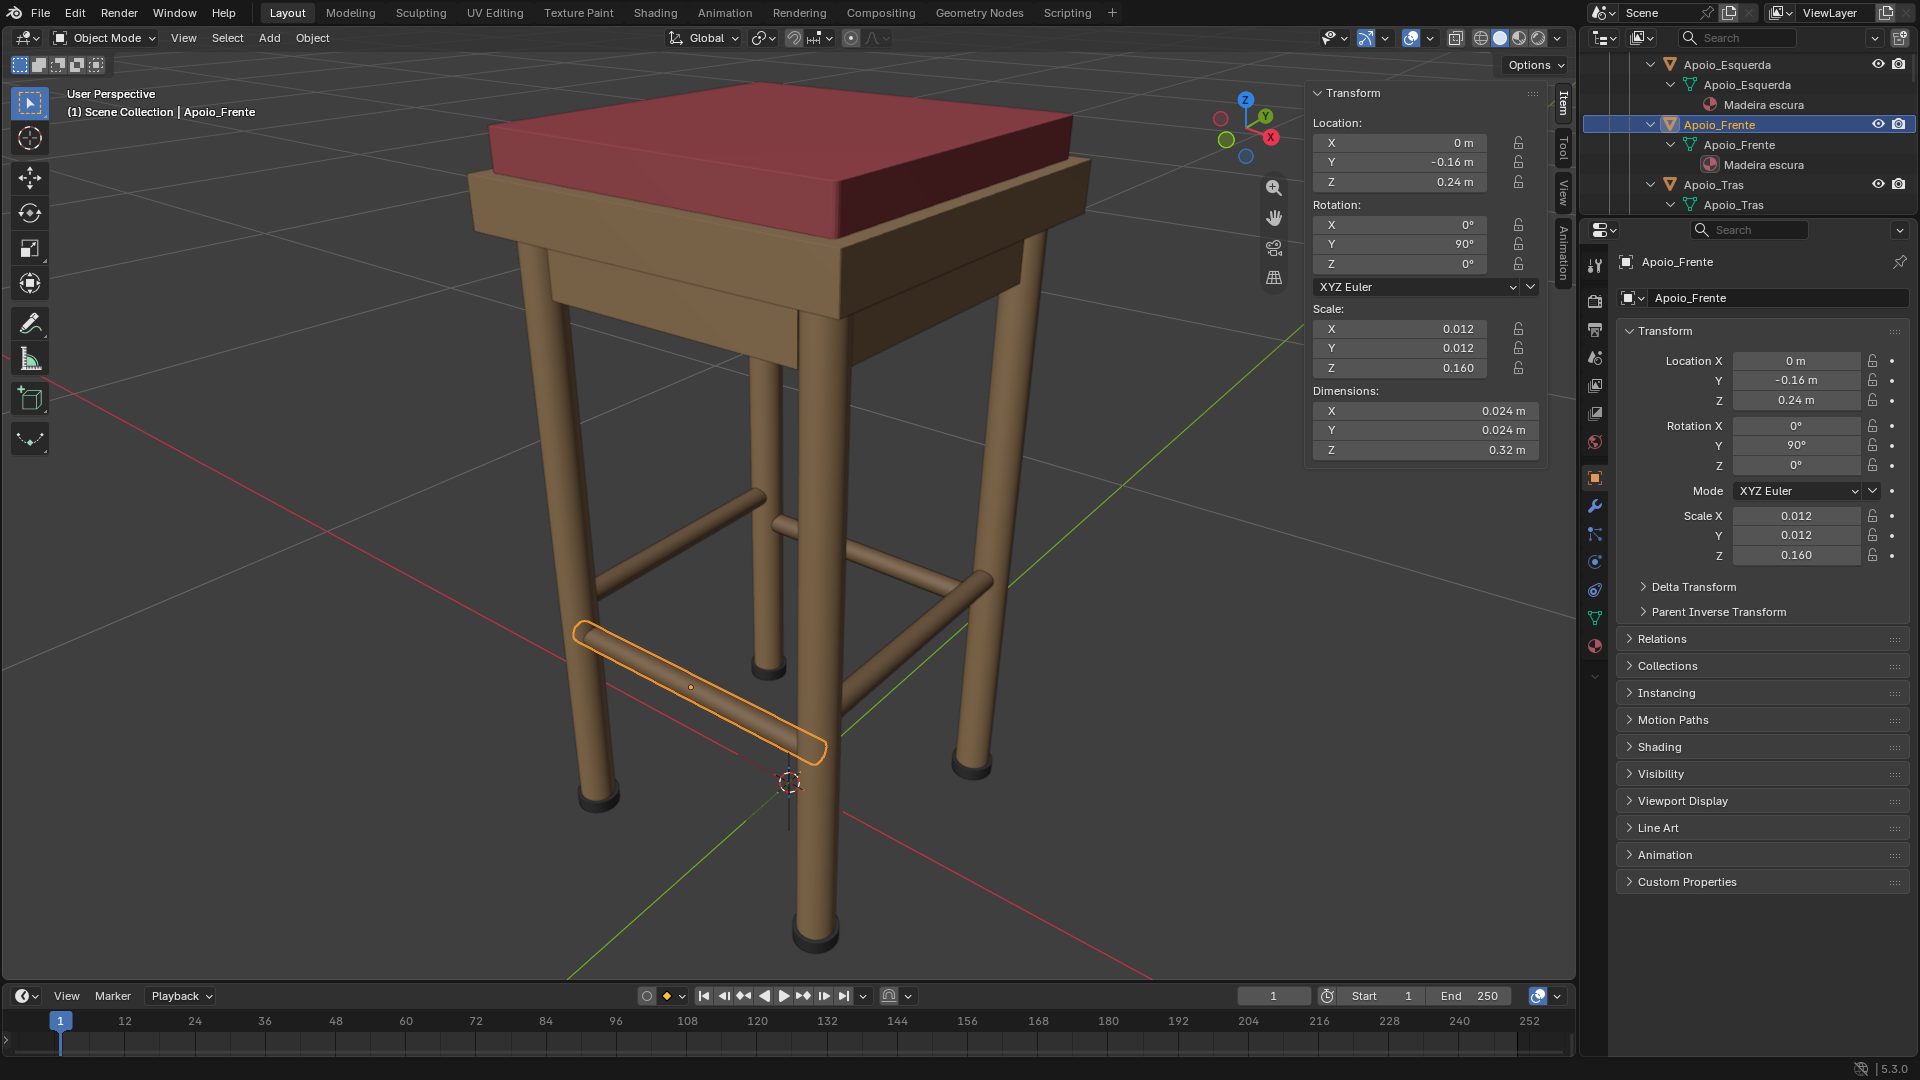 File Edit Render Window Help Layout Modeling Sculpting UV Editing Texture Paint Shading Animation Rendering Compositing Geometry Nodes Scripting + Scene ViewLayer
Object Mode View Select Add Object Global Search
Options
User Perspective
(1) Scene Collection | Apoio_Frente
Z
Y
X
Transform
Location:
X 0 m
Y -0.16 m
Z 0.24 m
Rotation:
X 0°
Y 90°
Z 0°
XYZ Euler
Scale:
X 0.012
Y 0.012
Z 0.160
Dimensions:
X 0.024 m
Y 0.024 m
Z 0.32 m
Item
Tool
View
Animation
Apoio_Esquerda
Apoio_Esquerda
Madeira escura
Apoio_Frente
Apoio_Frente
Madeira escura
Apoio_Tras
Apoio_Tras
Search
Apoio_Frente
Apoio_Frente
Transform
Location X 0 m
Y -0.16 m
Z 0.24 m
Rotation X 0°
Y 90°
Z 0°
Mode XYZ Euler
Scale X 0.012
Y 0.012
Z 0.160
Delta Transform
Parent Inverse Transform
Relations
Collections
Instancing
Motion Paths
Shading
Visibility
Viewport Display
Line Art
Animation
Custom Properties
View Marker Playback 1 Start 1 End 250
1 12 24 36 48 60 72 84 96 108 120 132 144 156 168 180 192 204 216 228 240 252
5.3.0